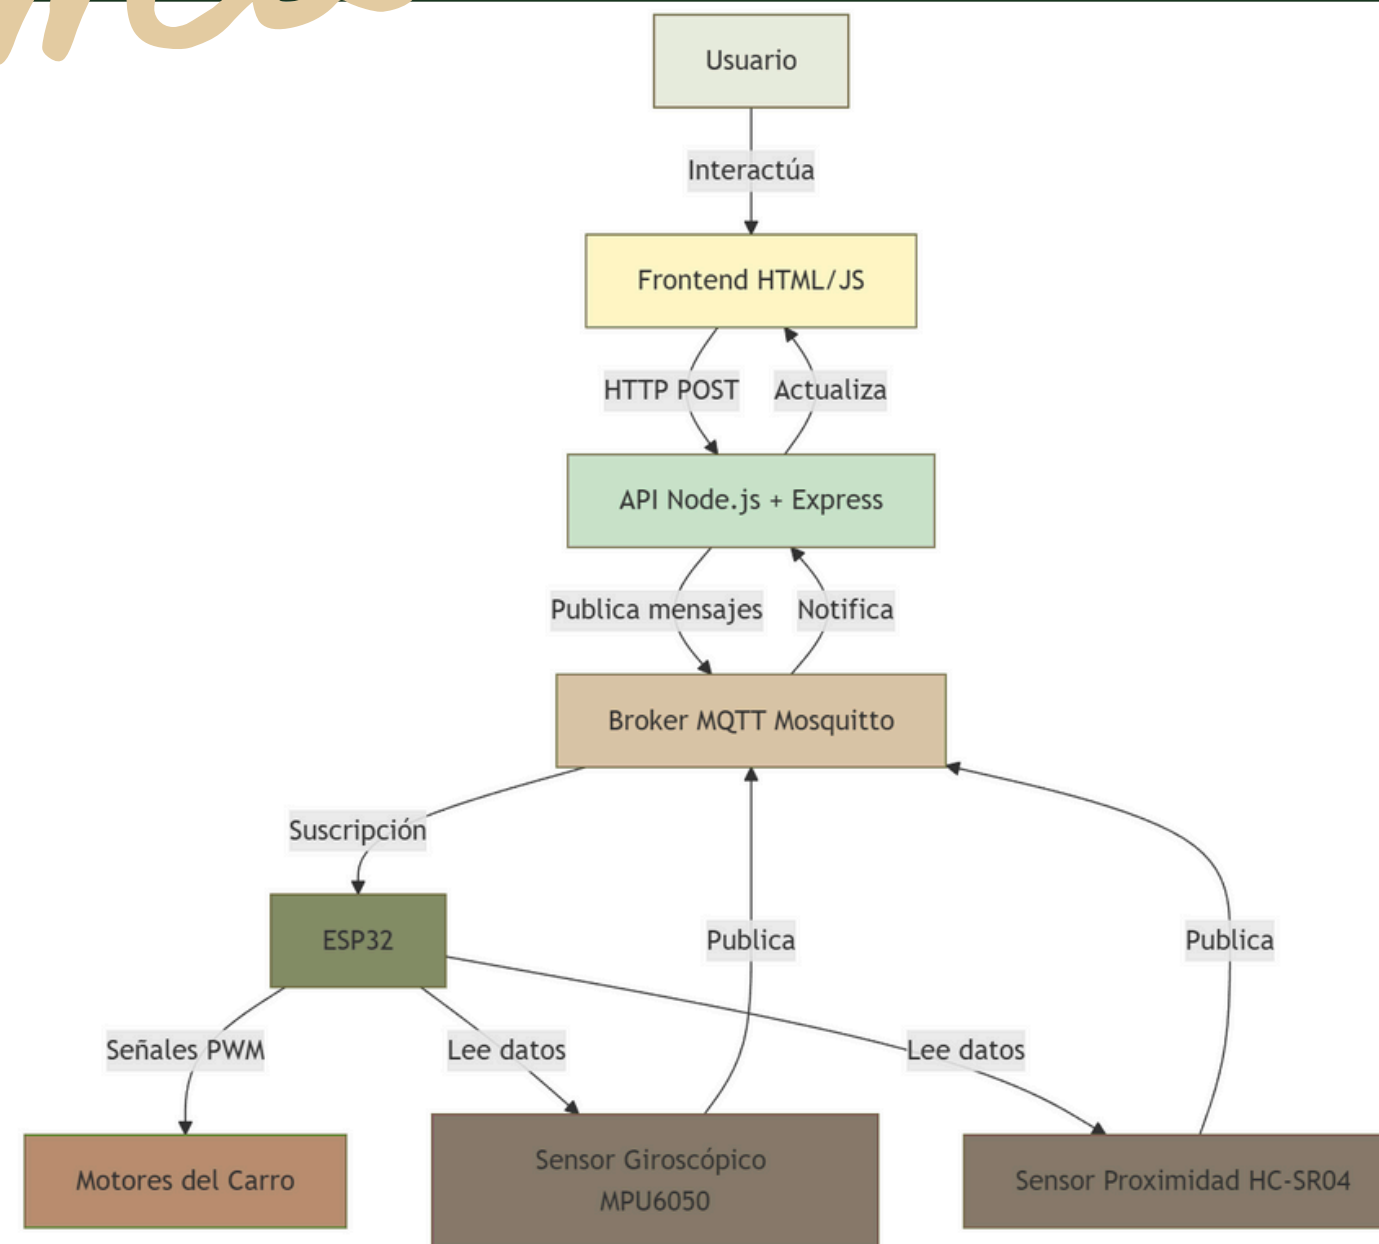 Usuario
Interactúa
Frontend HTML/JS
HTTP POST
Actualiza
API Node.js + Express
Publica mensajes
Notifica
Broker MQTT Mosquitto
Suscripción
ESP32
Publica
Publica
Señales PWM
Lee datos
Lee datos
Motores del Carro
Sensor Giroscópico
MPU6050
Sensor Proximidad HC-SR04